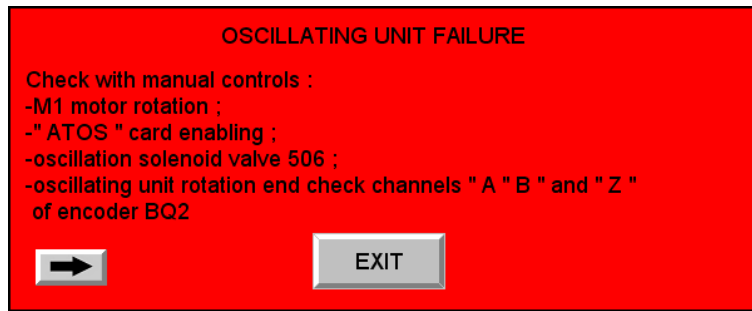 OSCILLATING UNIT FAILURE
Check with manual controls :
-M1 motor rotation ;
-" ATOS " card enabling ;
-oscillation solenoid valve 506 ;
-oscillating unit rotation end check channels " A " B " and " Z "
of encoder BQ2
EXIT